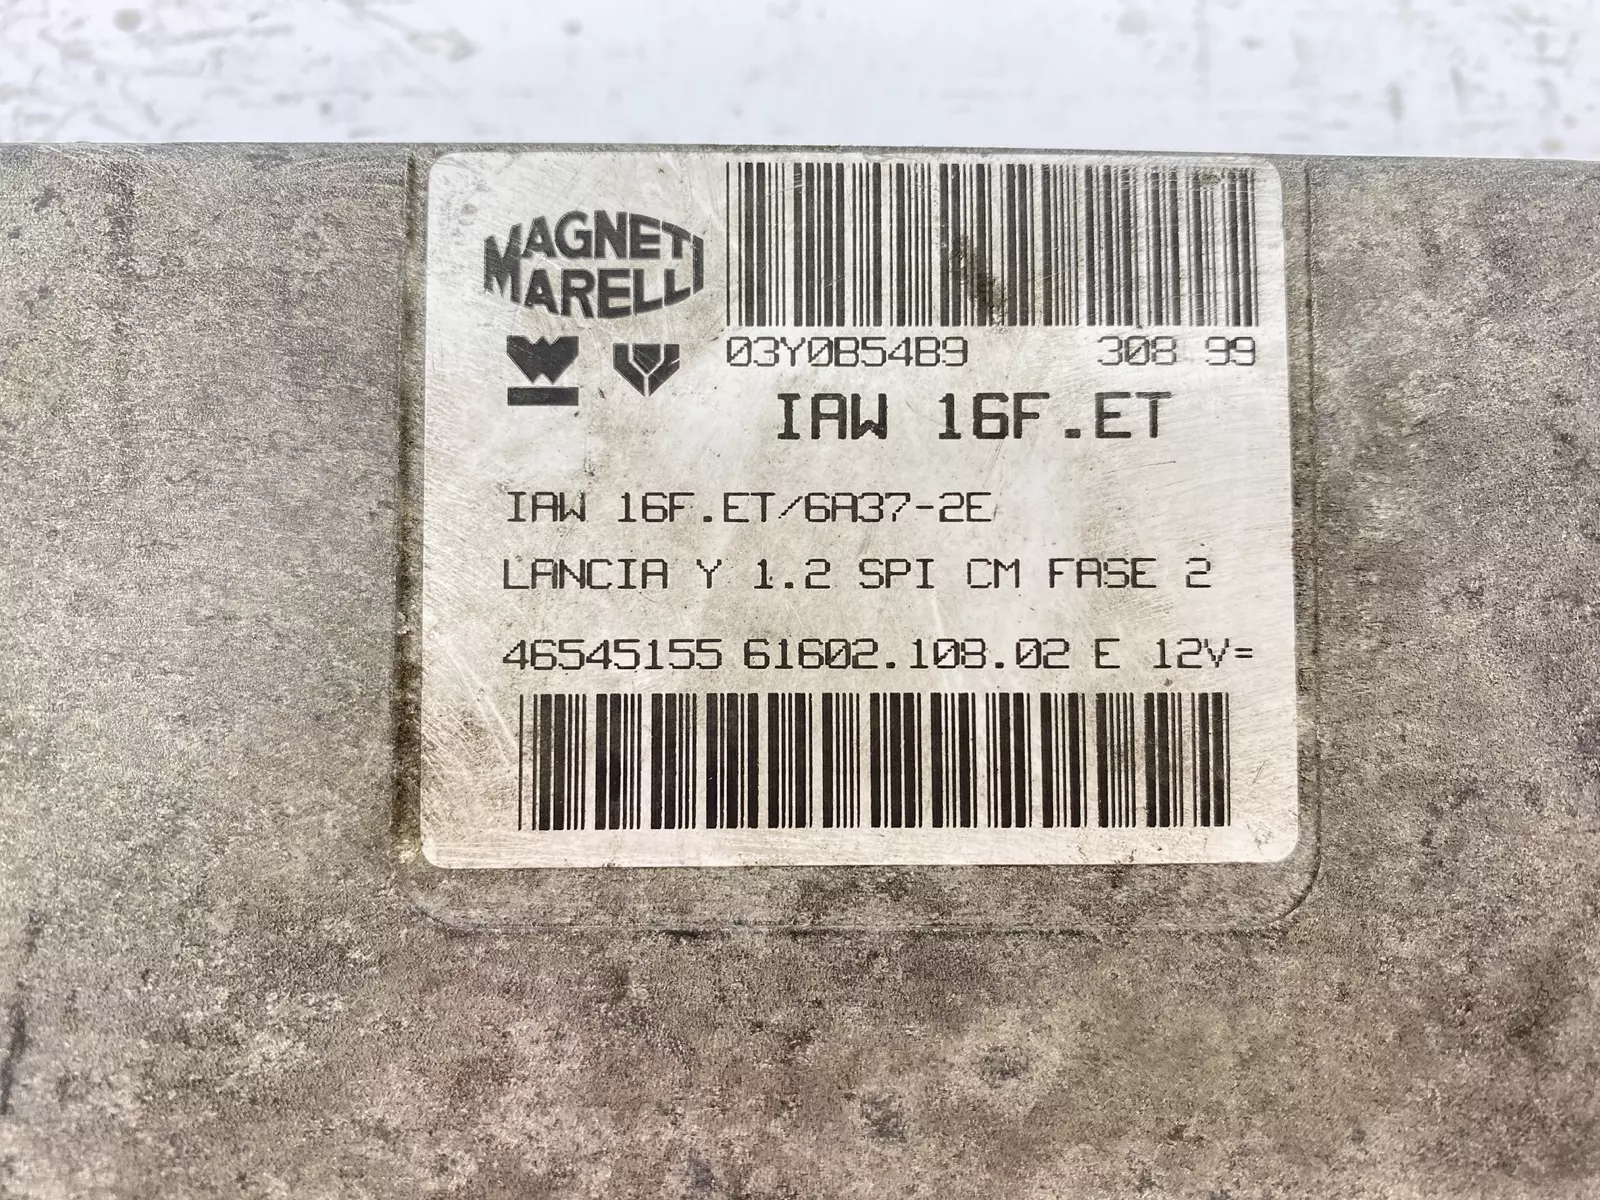 MAGNETI
MARELLI
03Y0B54B9 308 99
IAW 16F.ET
IAW 16F.ET/6A37-2E
LANCIA Y 1.2 SPI CM FASE 2
46545155 61602.108.02 E 12V=